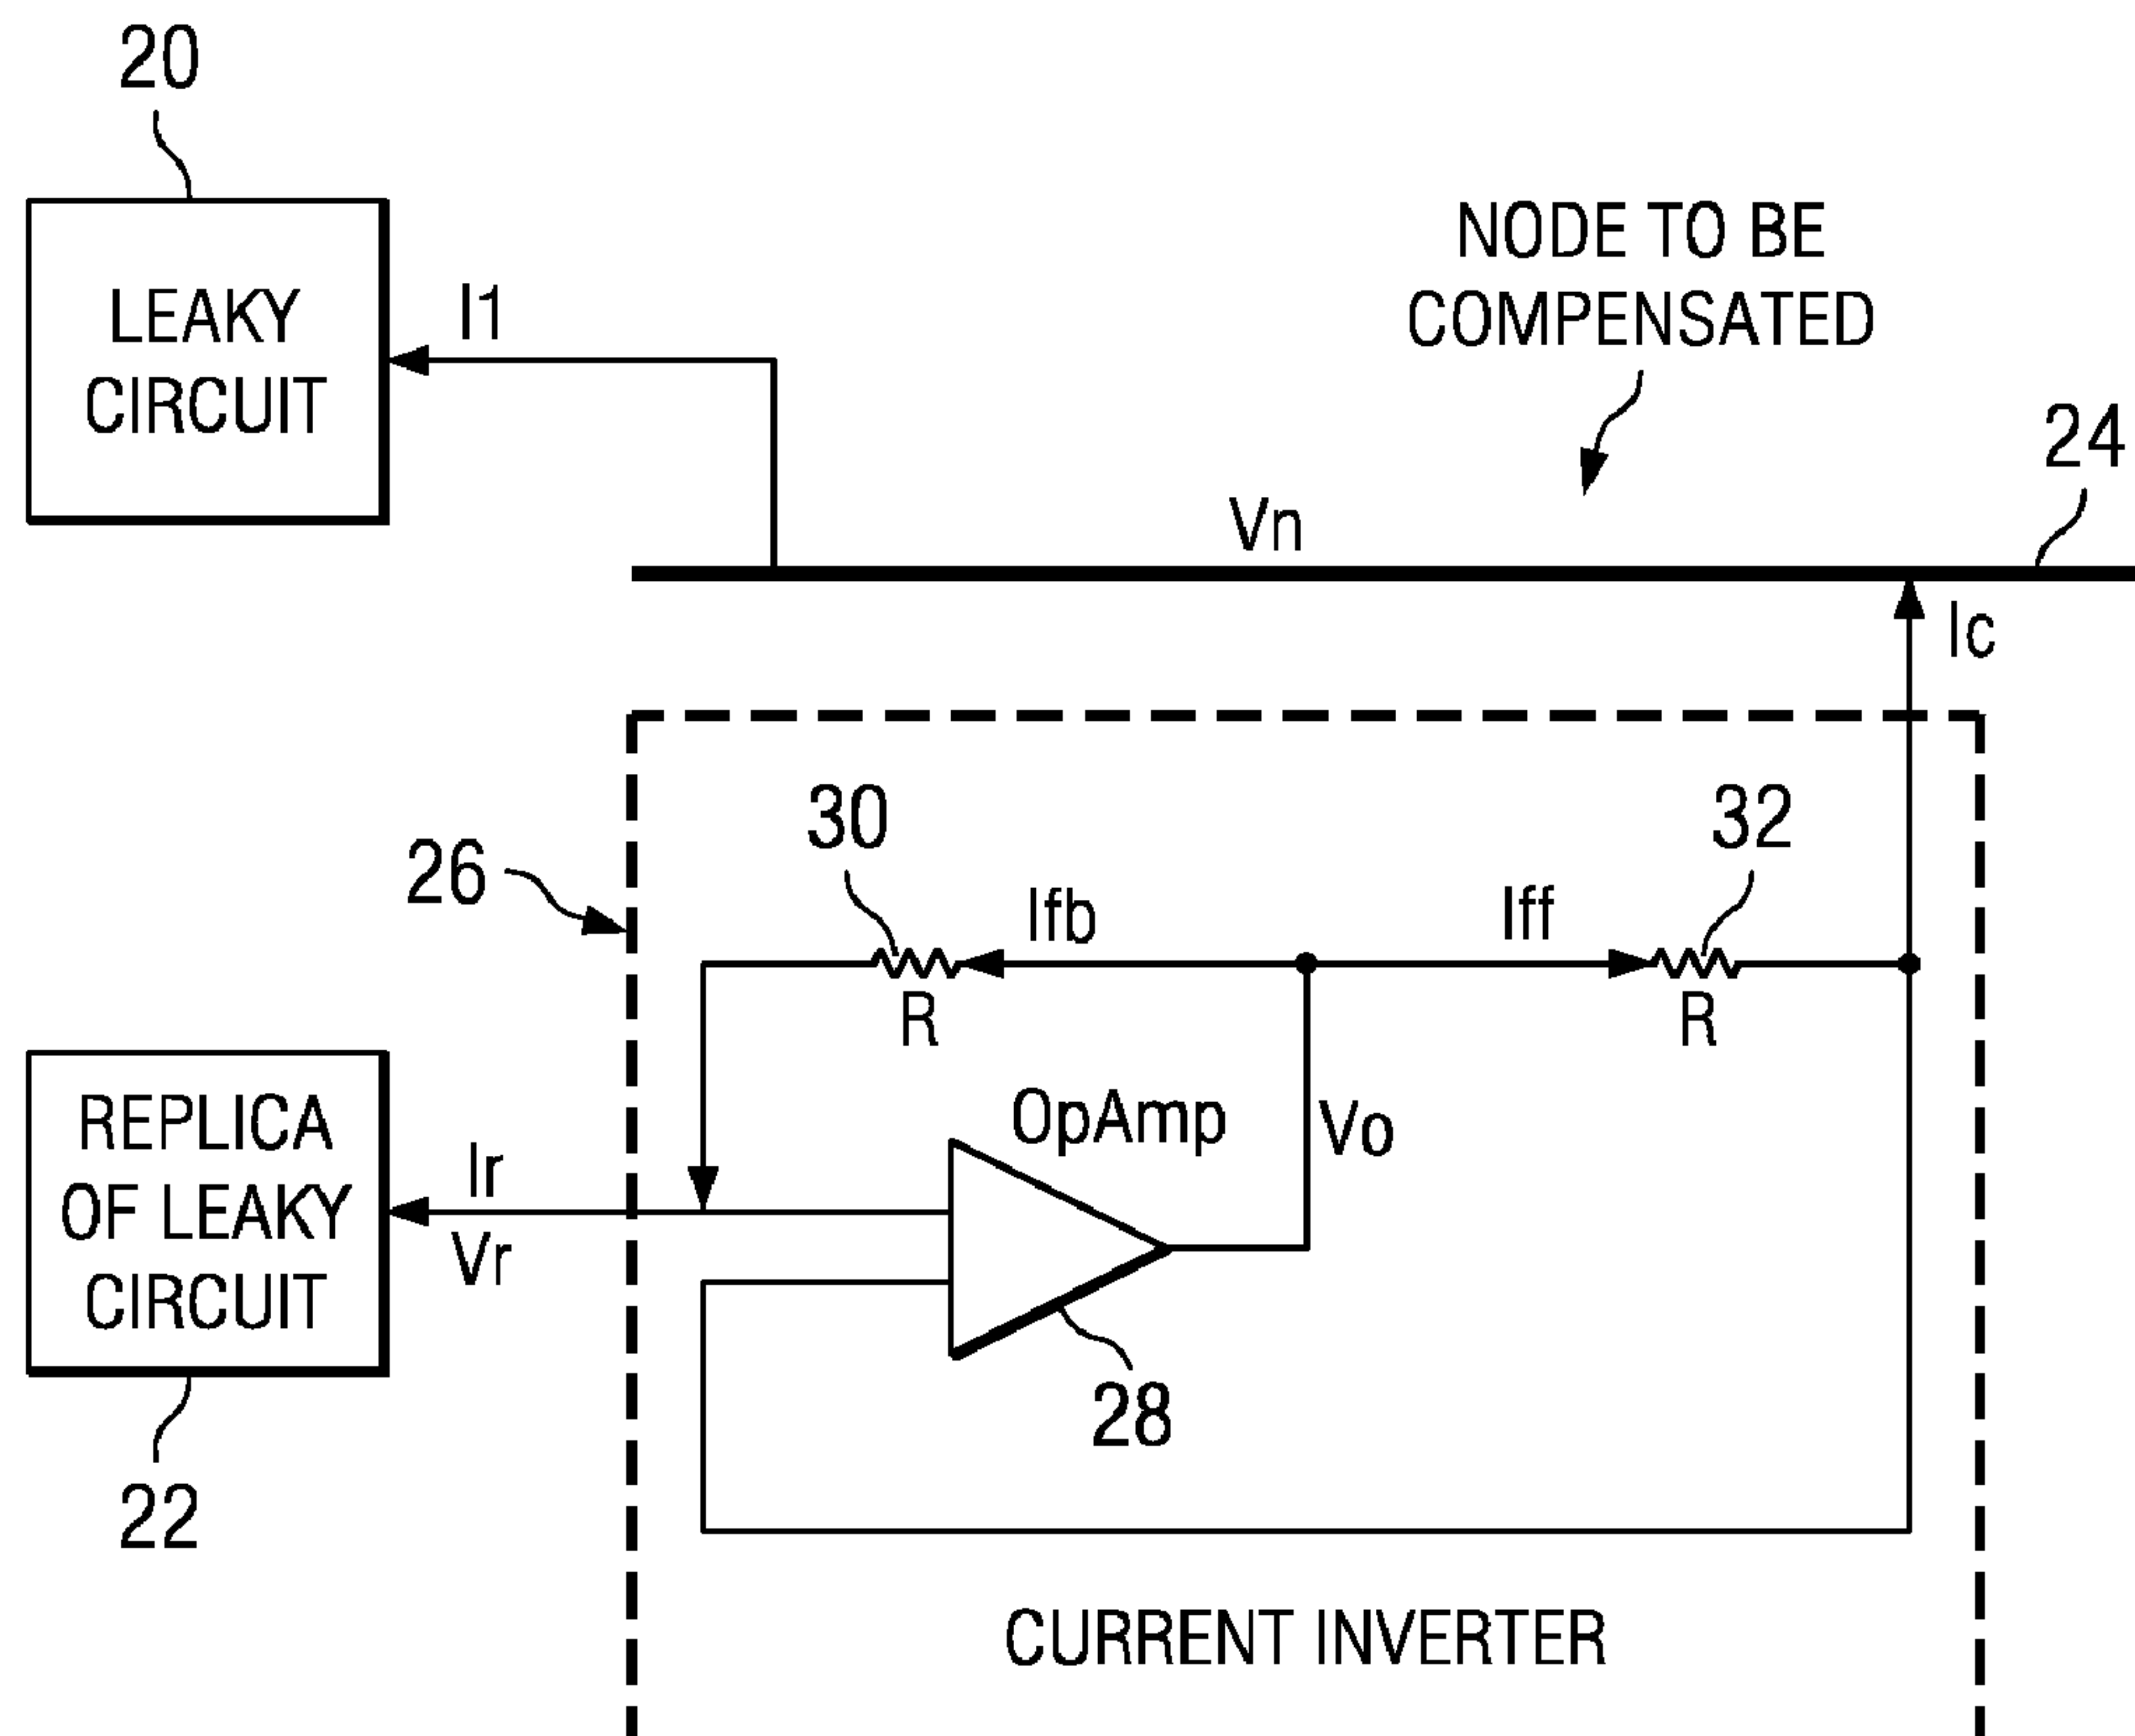 20
LEAKY
CIRCUIT
I1
NODE TO BE
COMPENSATED
24
Vn
Ic
26
30
Ifb
Iff
32
R
R
OpAmp
Vo
REPLICA
OF LEAKY
CIRCUIT
Ir
Vr
28
22
CURRENT INVERTER